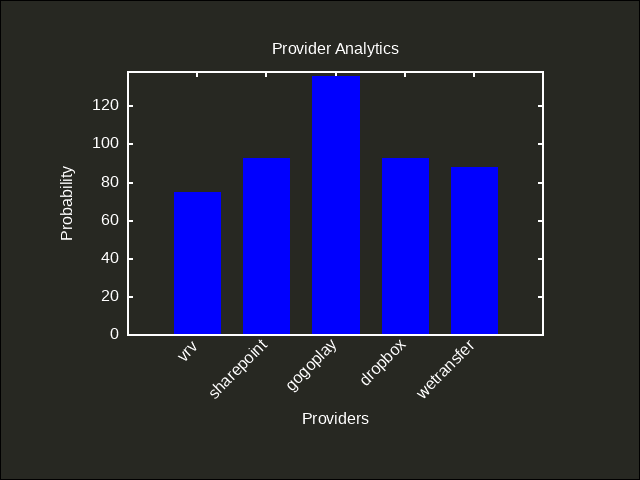 Provider Analytics
Probability
120
100
80
60
40
20
0
vrv
sharepoint
gogoplay
dropbox
wetransfer
Providers